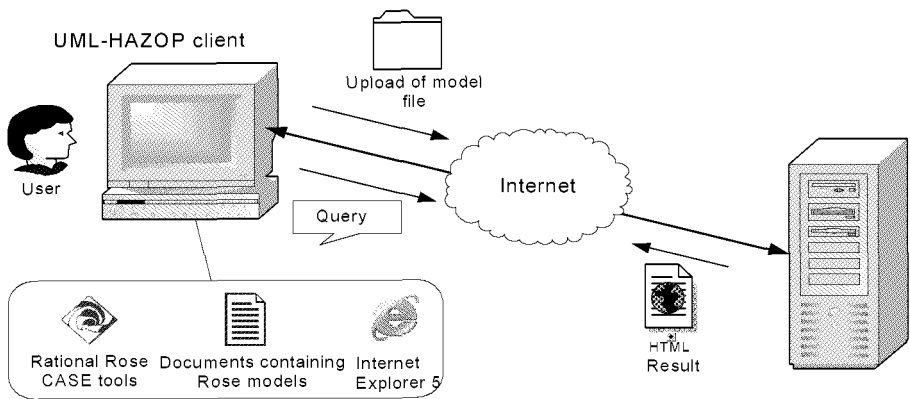 UML-HAZOP client
Upload of model
file
User
Internet
Query
Rational Rose
CASE tools
Documents containing
Rose models
Internet
Explorer 5
HTML
Result